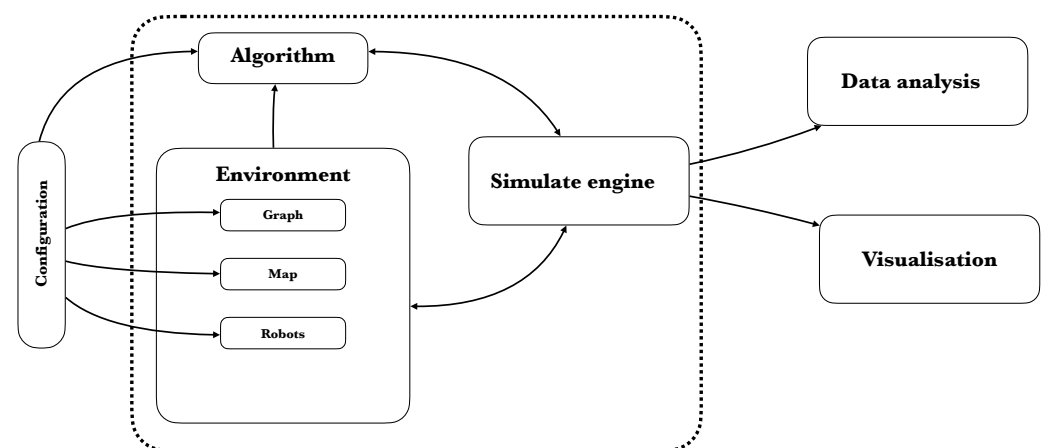 Configuration
Algorithm
Environment
Graph
Map
Robots
Simulate engine
Data analysis
Visualisation